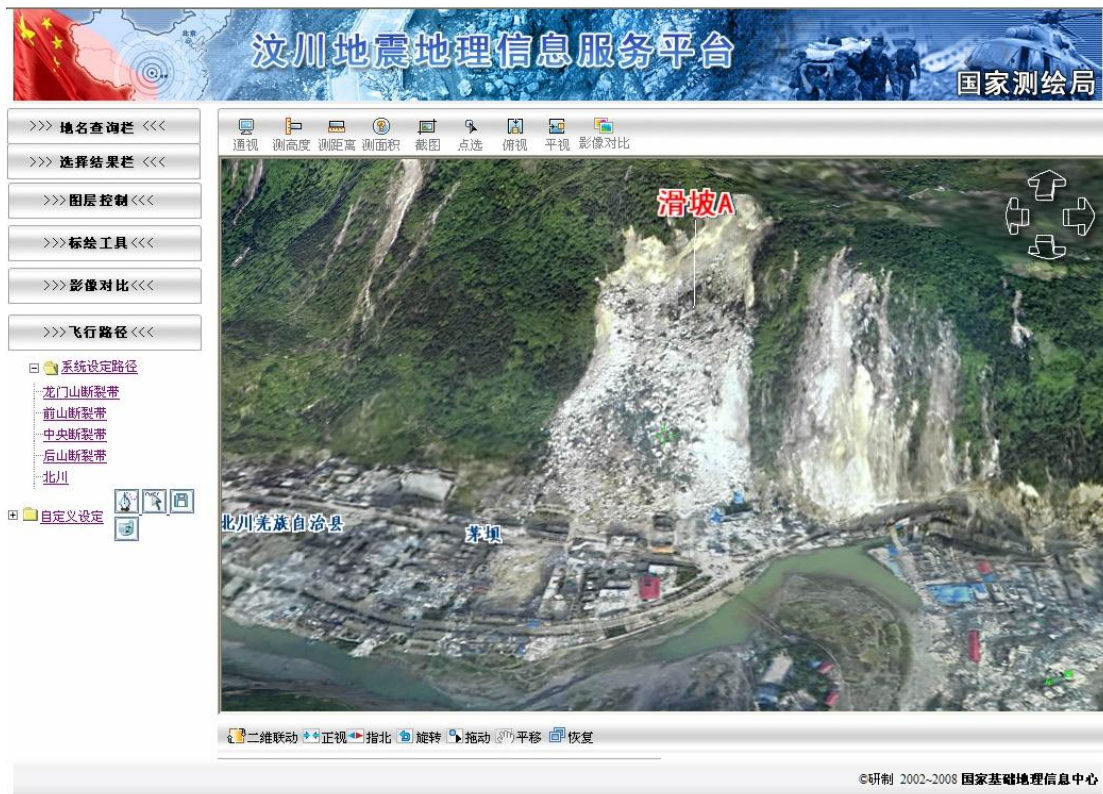 北京
汶川地震地理信息服务平台
国家测绘局
>>> 地名查询栏 <<<
>>> 选择结果栏 <<<
>>>图层控制<<<
>>>标绘工具<<<
>>>影像对比<<<
>>>飞行路径<<<
系统设定路径
龙门山断裂带
前山断裂带
中央断裂带
后山断裂带
北川
自定义设定
通视 测高度 测距离 测面积 截图 点选 俯视 平视 影像对比
滑坡A
北川羌族自治县
茅坝
二维联动 正视 指北 旋转 拖动 平移 恢复
©研制 2002~2008 国家基础地理信息中心